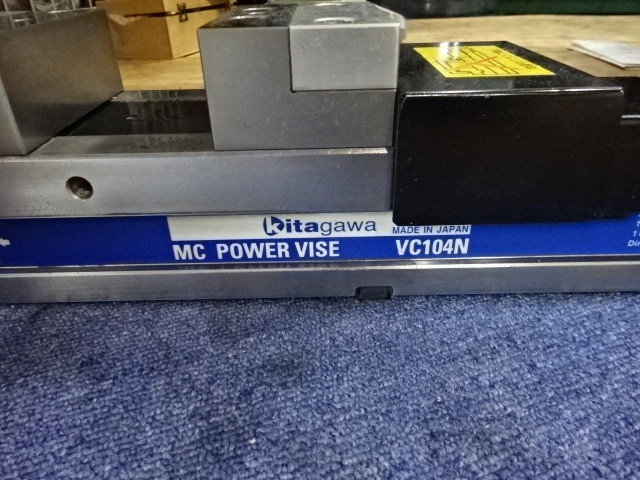 Kitagawa
MADE IN JAPAN
MC POWER VISE VC104N